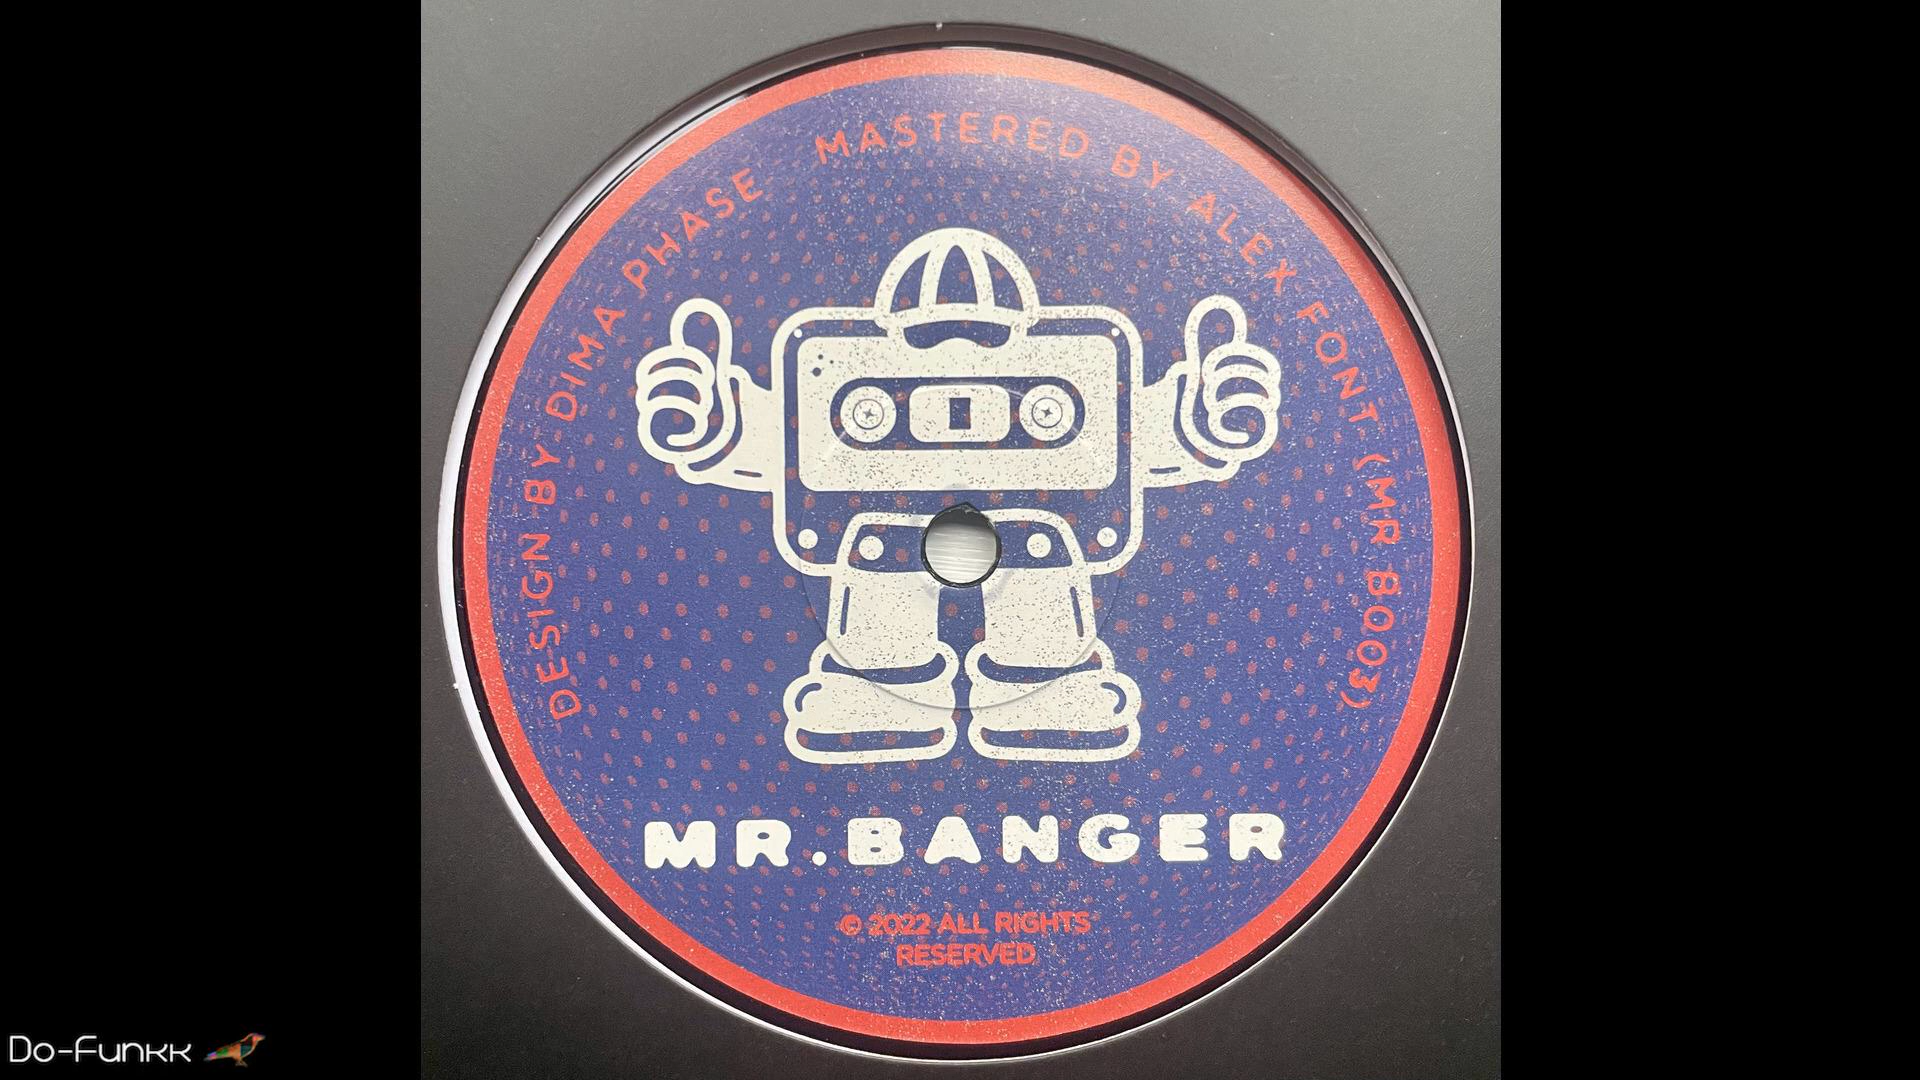 DESIGN BY DIMA PHASE MASTERED BY ALEX FONT (MR B003)
MR.BANGER
© 2022 ALL RIGHTS
RESERVED
Do-Funkk